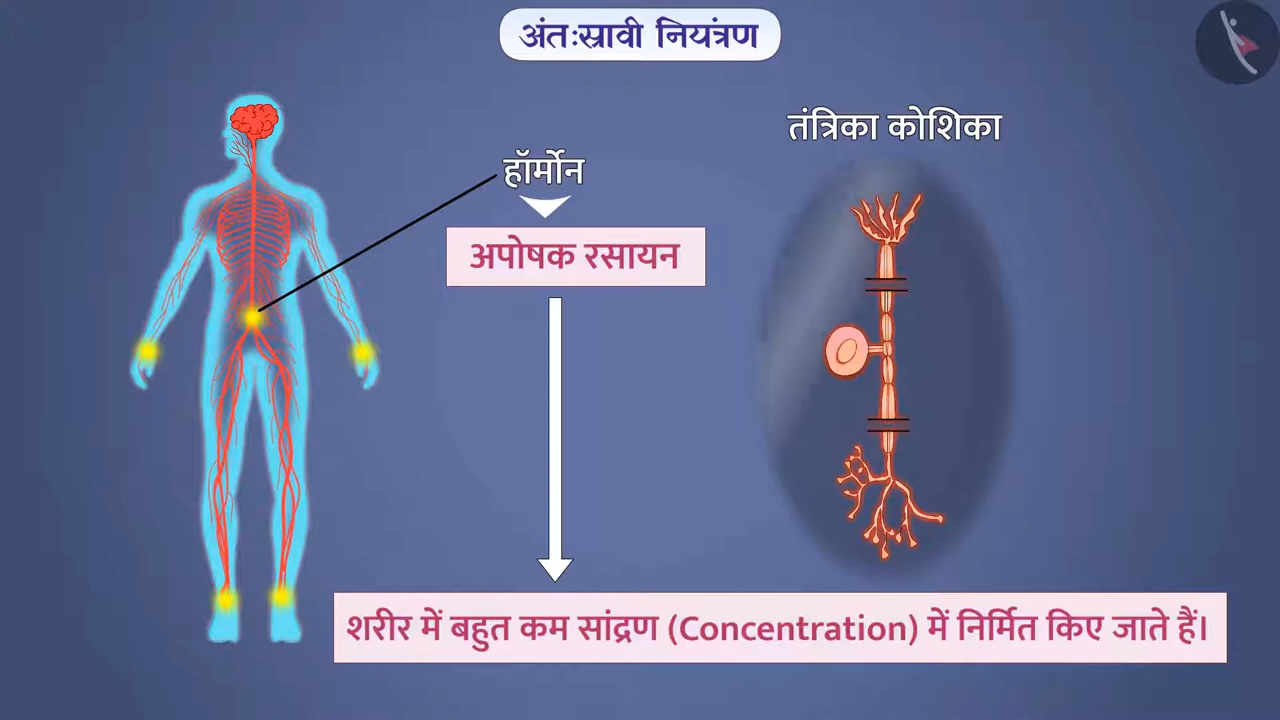 अंतःस्रावी नियंत्रण
तंत्रिका कोशिका
हॉर्मोन
अपोषक रसायन
शरीर में बहुत कम सांद्रण (Concentration) में निर्मित किए जाते हैं।